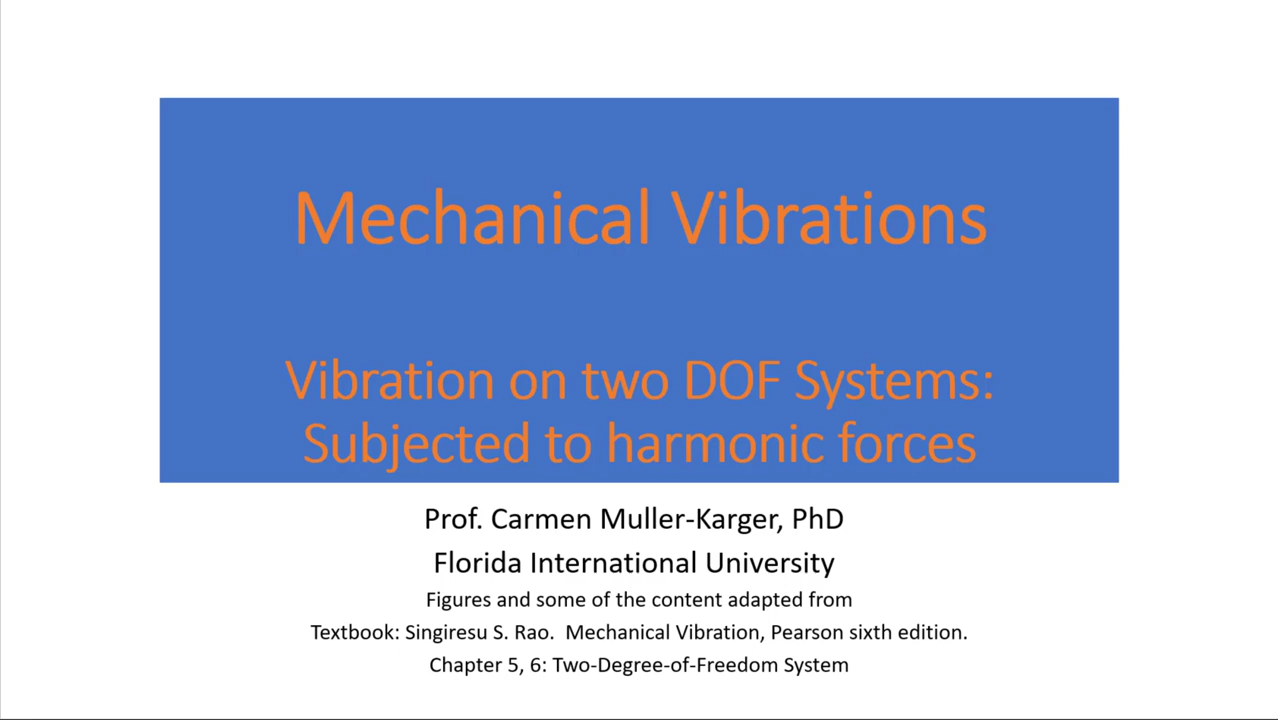 Mechanical Vibrations
Vibration on two DOF Systems:
Subjected to harmonic forces
Prof. Carmen Muller-Karger, PhD
Florida International University
Figures and some of the content adapted from
Textbook: Singiresu S. Rao. Mechanical Vibration, Pearson sixth edition.
Chapter 5, 6: Two-Degree-of-Freedom System